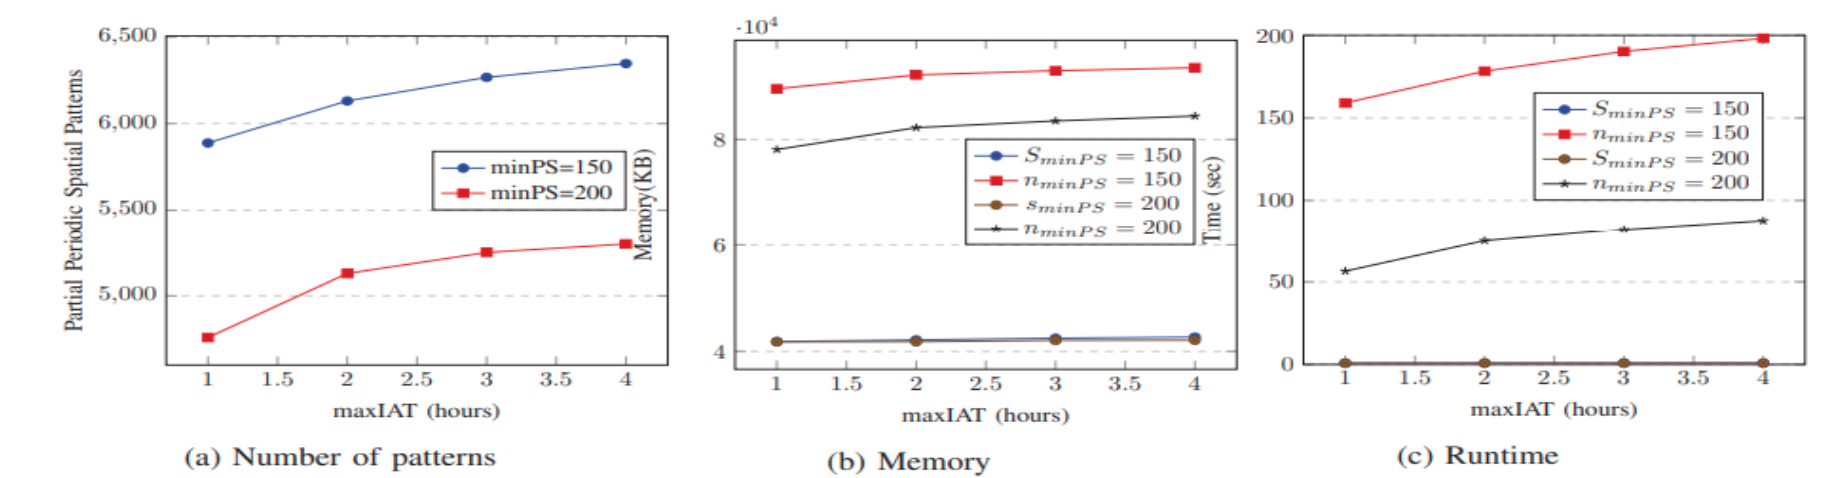 6,500
6,000
5,500
5,000
Partial Periodic Spatial Patterns
minPS=150
minPS=200
1 1.5 2 2.5 3 3.5 4
maxIAT (hours)
(a) Number of patterns
·10⁴
8
6
4
Memory(KB)
S_minPS = 150
n_minPS = 150
s_minPS = 200
n_minPS = 200
1 1.5 2 2.5 3 3.5 4
maxIAT (hours)
(b) Memory
200
150
100
50
0
Time (sec)
S_minPS = 150
n_minPS = 150
S_minPS = 200
n_minPS = 200
1 1.5 2 2.5 3 3.5 4
maxIAT (hours)
(c) Runtime